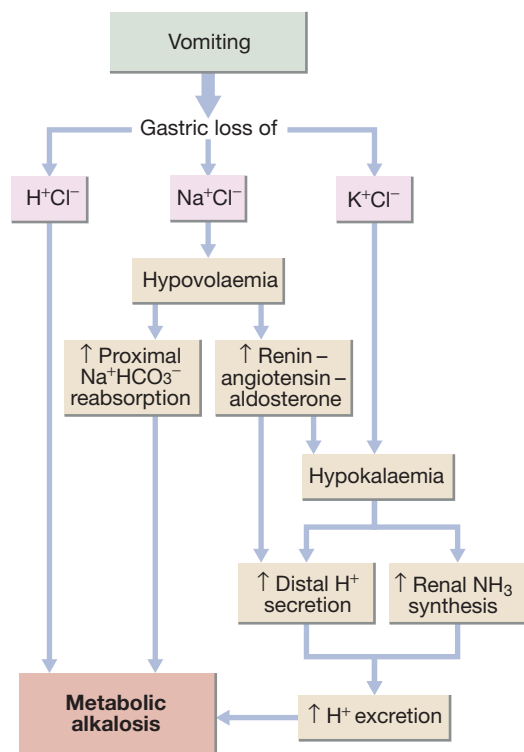 Vomiting
Gastric loss of
H⁺Cl⁻
Na⁺Cl⁻
K⁺Cl⁻
Hypovolaemia
↑ Proximal
Na⁺HCO₃⁻
reabsorption
↑ Renin –
angiotensin –
aldosterone
Hypokalaemia
↑ Distal H⁺
secretion
↑ Renal NH₃
synthesis
Metabolic
alkalosis
↑ H⁺ excretion